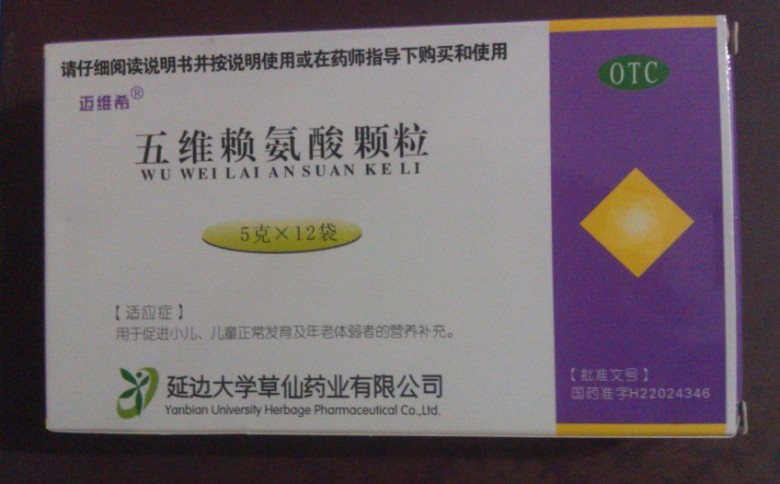 请仔细阅读说明书并按说明使用或在药师指导下购买和使用
OTC
迈维希®
五维赖氨酸颗粒
WU WEI LAI AN SUAN KE LI
5克×12袋
【适应症】
用于促进小儿、儿童正常发育及年老体弱者的营养补充。
延边大学草仙药业有限公司
Yanbian University Herbage Pharmaceutical Co.,Ltd.
【批准文号】
国药准字H22024346